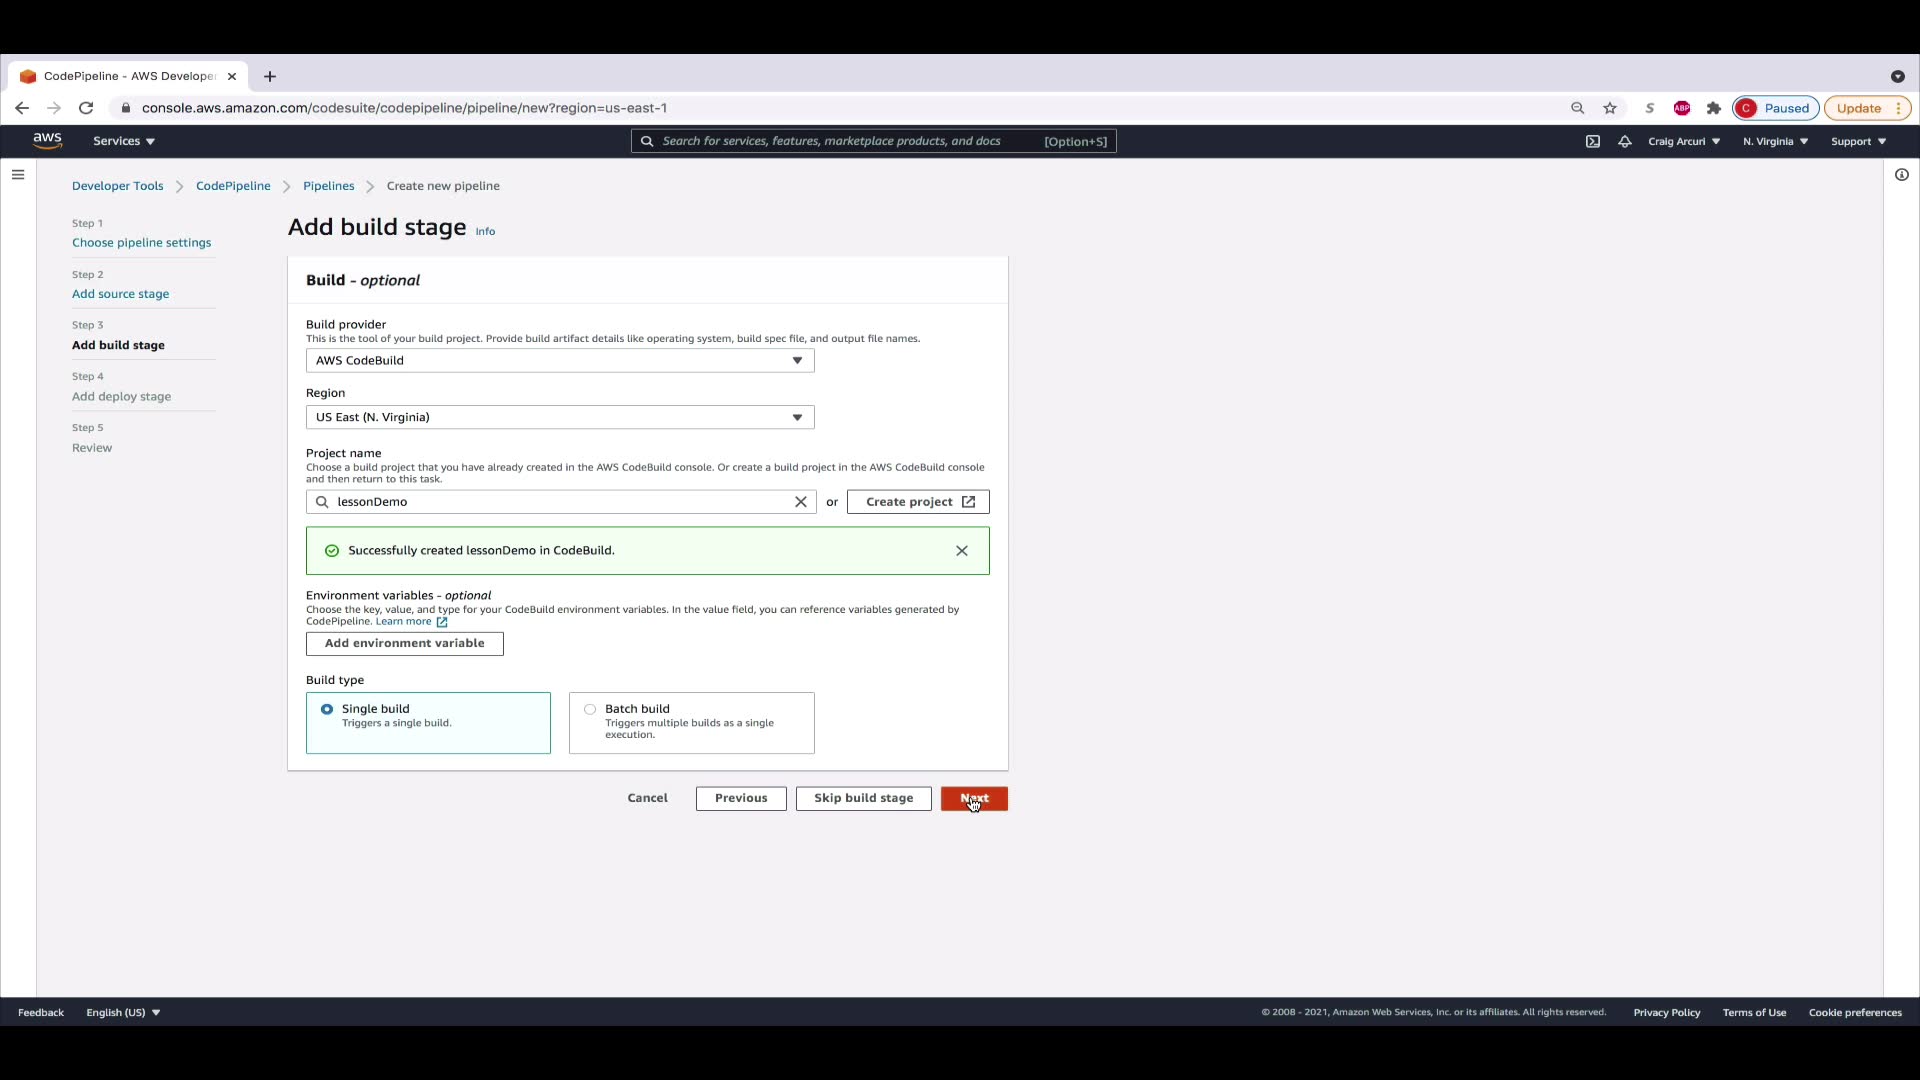 CodePipeline - AWS Develope
console.aws.amazon.com/codesuite/codepipeline/pipeline/new?region=us-east-1
S
ABP
C Paused
Update
aws
Services
Search for services, features, marketplace products, and docs [Option+S]
Craig Arcuri
N. Virginia
Support
Developer Tools
CodePipeline
Pipelines
Create new pipeline
Step 1
Choose pipeline settings
Step 2
Add source stage
Step 3
Add build stage
Step 4
Add deploy stage
Step 5
Review
Add build stage Info
Build - optional
Build provider
This is the tool of your build project. Provide build artifact details like operating system, build spec file, and output file names.
AWS CodeBuild
Region
US East (N. Virginia)
Project name
Choose a build project that you have already created in the AWS CodeBuild console. Or create a build project in the AWS CodeBuild console
and then return to this task.
lessonDemo
or
Create project
Successfully created lessonDemo in CodeBuild.
Environment variables - optional
Choose the key, value, and type for your CodeBuild environment variables. In the value field, you can reference variables generated by
CodePipeline. Learn more
Add environment variable
Build type
Single build
Triggers a single build.
Batch build
Triggers multiple builds as a single
execution.
Cancel
Previous
Skip build stage
Next
Feedback
English (US)
© 2008 - 2021, Amazon Web Services, Inc. or its affiliates. All rights reserved.
Privacy Policy
Terms of Use
Cookie preferences